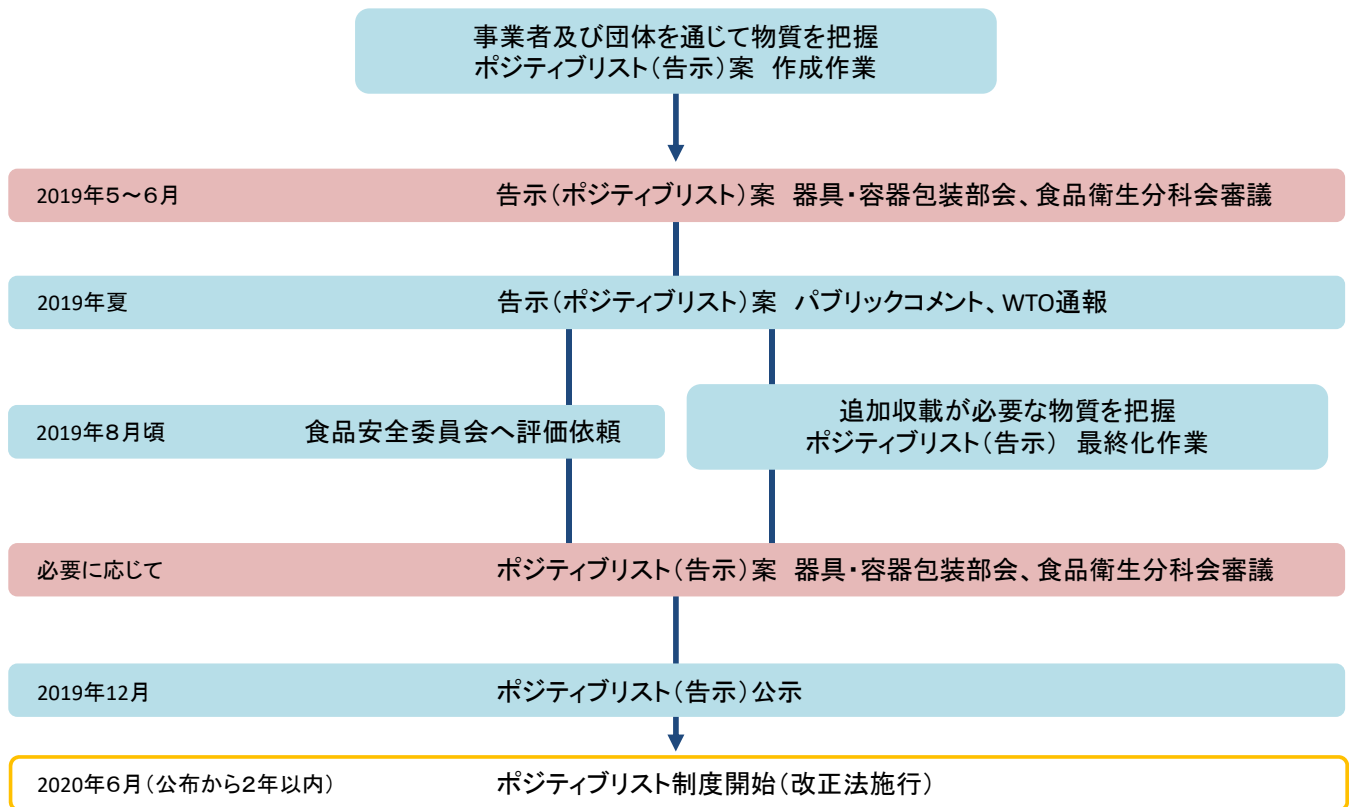 事業者及び団体を通じて物質を把握
ポジティブリスト(告示)案 作成作業
2019年5~6月 告示(ポジティブリスト)案 器具・容器包装部会、食品衛生分科会審議
2019年夏 告示(ポジティブリスト)案 パブリックコメント、WTO通報
2019年8月頃 食品安全委員会へ評価依頼
追加収載が必要な物質を把握
ポジティブリスト(告示) 最終化作業
必要に応じて ポジティブリスト(告示)案 器具・容器包装部会、食品衛生分科会審議
2019年12月 ポジティブリスト(告示)公示
2020年6月(公布から2年以内) ポジティブリスト制度開始(改正法施行)